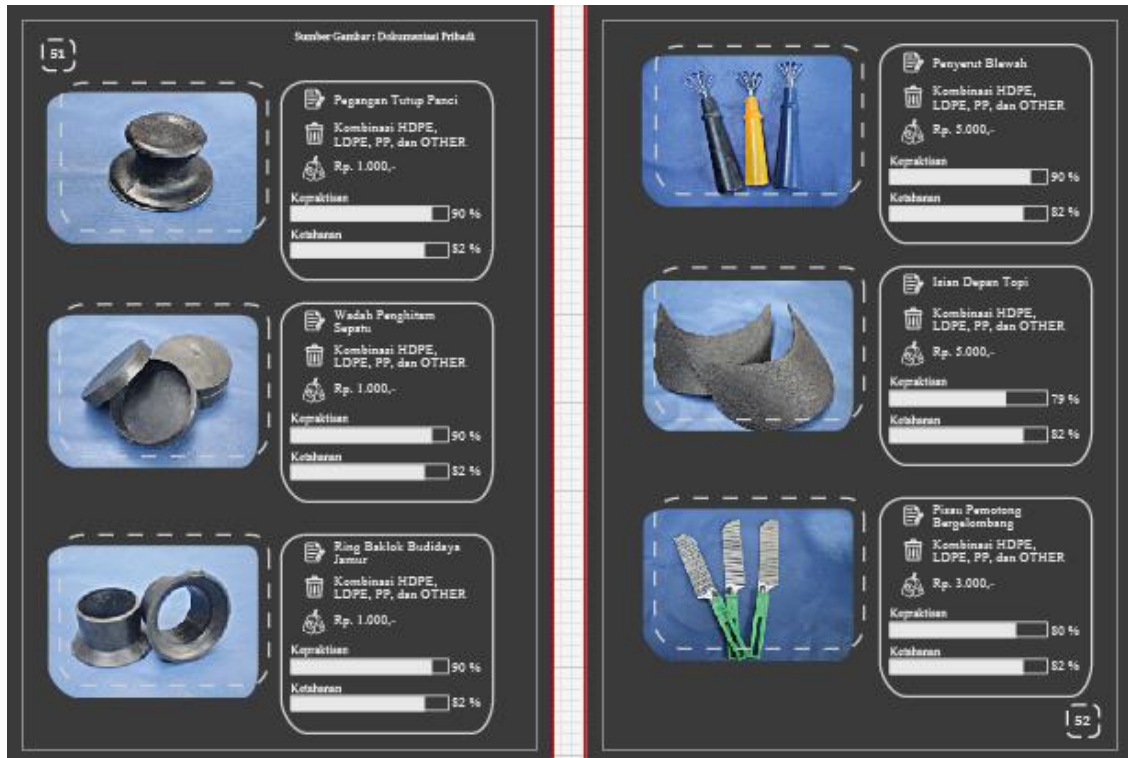 51
Sumber Gambar : Dokumentasi Pribadi
Pegangan Tutup Panci
Kombinasi HDPE,
LDPE, PP, dan OTHER
Rp. 1.000,-
Kepraktisan
90 %
Ketahanan
82 %
Wadah Penghitam
Sepatu
Kombinasi HDPE,
LDPE, PP, dan OTHER
Rp. 1.000,-
Kepraktisan
90 %
Ketahanan
82 %
Ring Baklok Budidaya
Jamur
Kombinasi HDPE,
LDPE, PP, dan OTHER
Rp. 1.000,-
Kepraktisan
90 %
Ketahanan
82 %
Penyerut Blewah
Kombinasi HDPE,
LDPE, PP, dan OTHER
Rp. 5.000,-
Kepraktisan
90 %
Ketahanan
82 %
Isian Depan Topi
Kombinasi HDPE,
LDPE, PP, dan OTHER
Rp. 5.000,-
Kepraktisan
79 %
Ketahanan
82 %
Pisau Pemotong
Bergelombang
Kombinasi HDPE,
LDPE, PP, dan OTHER
Rp. 3.000,-
Kepraktisan
80 %
Ketahanan
82 %
52